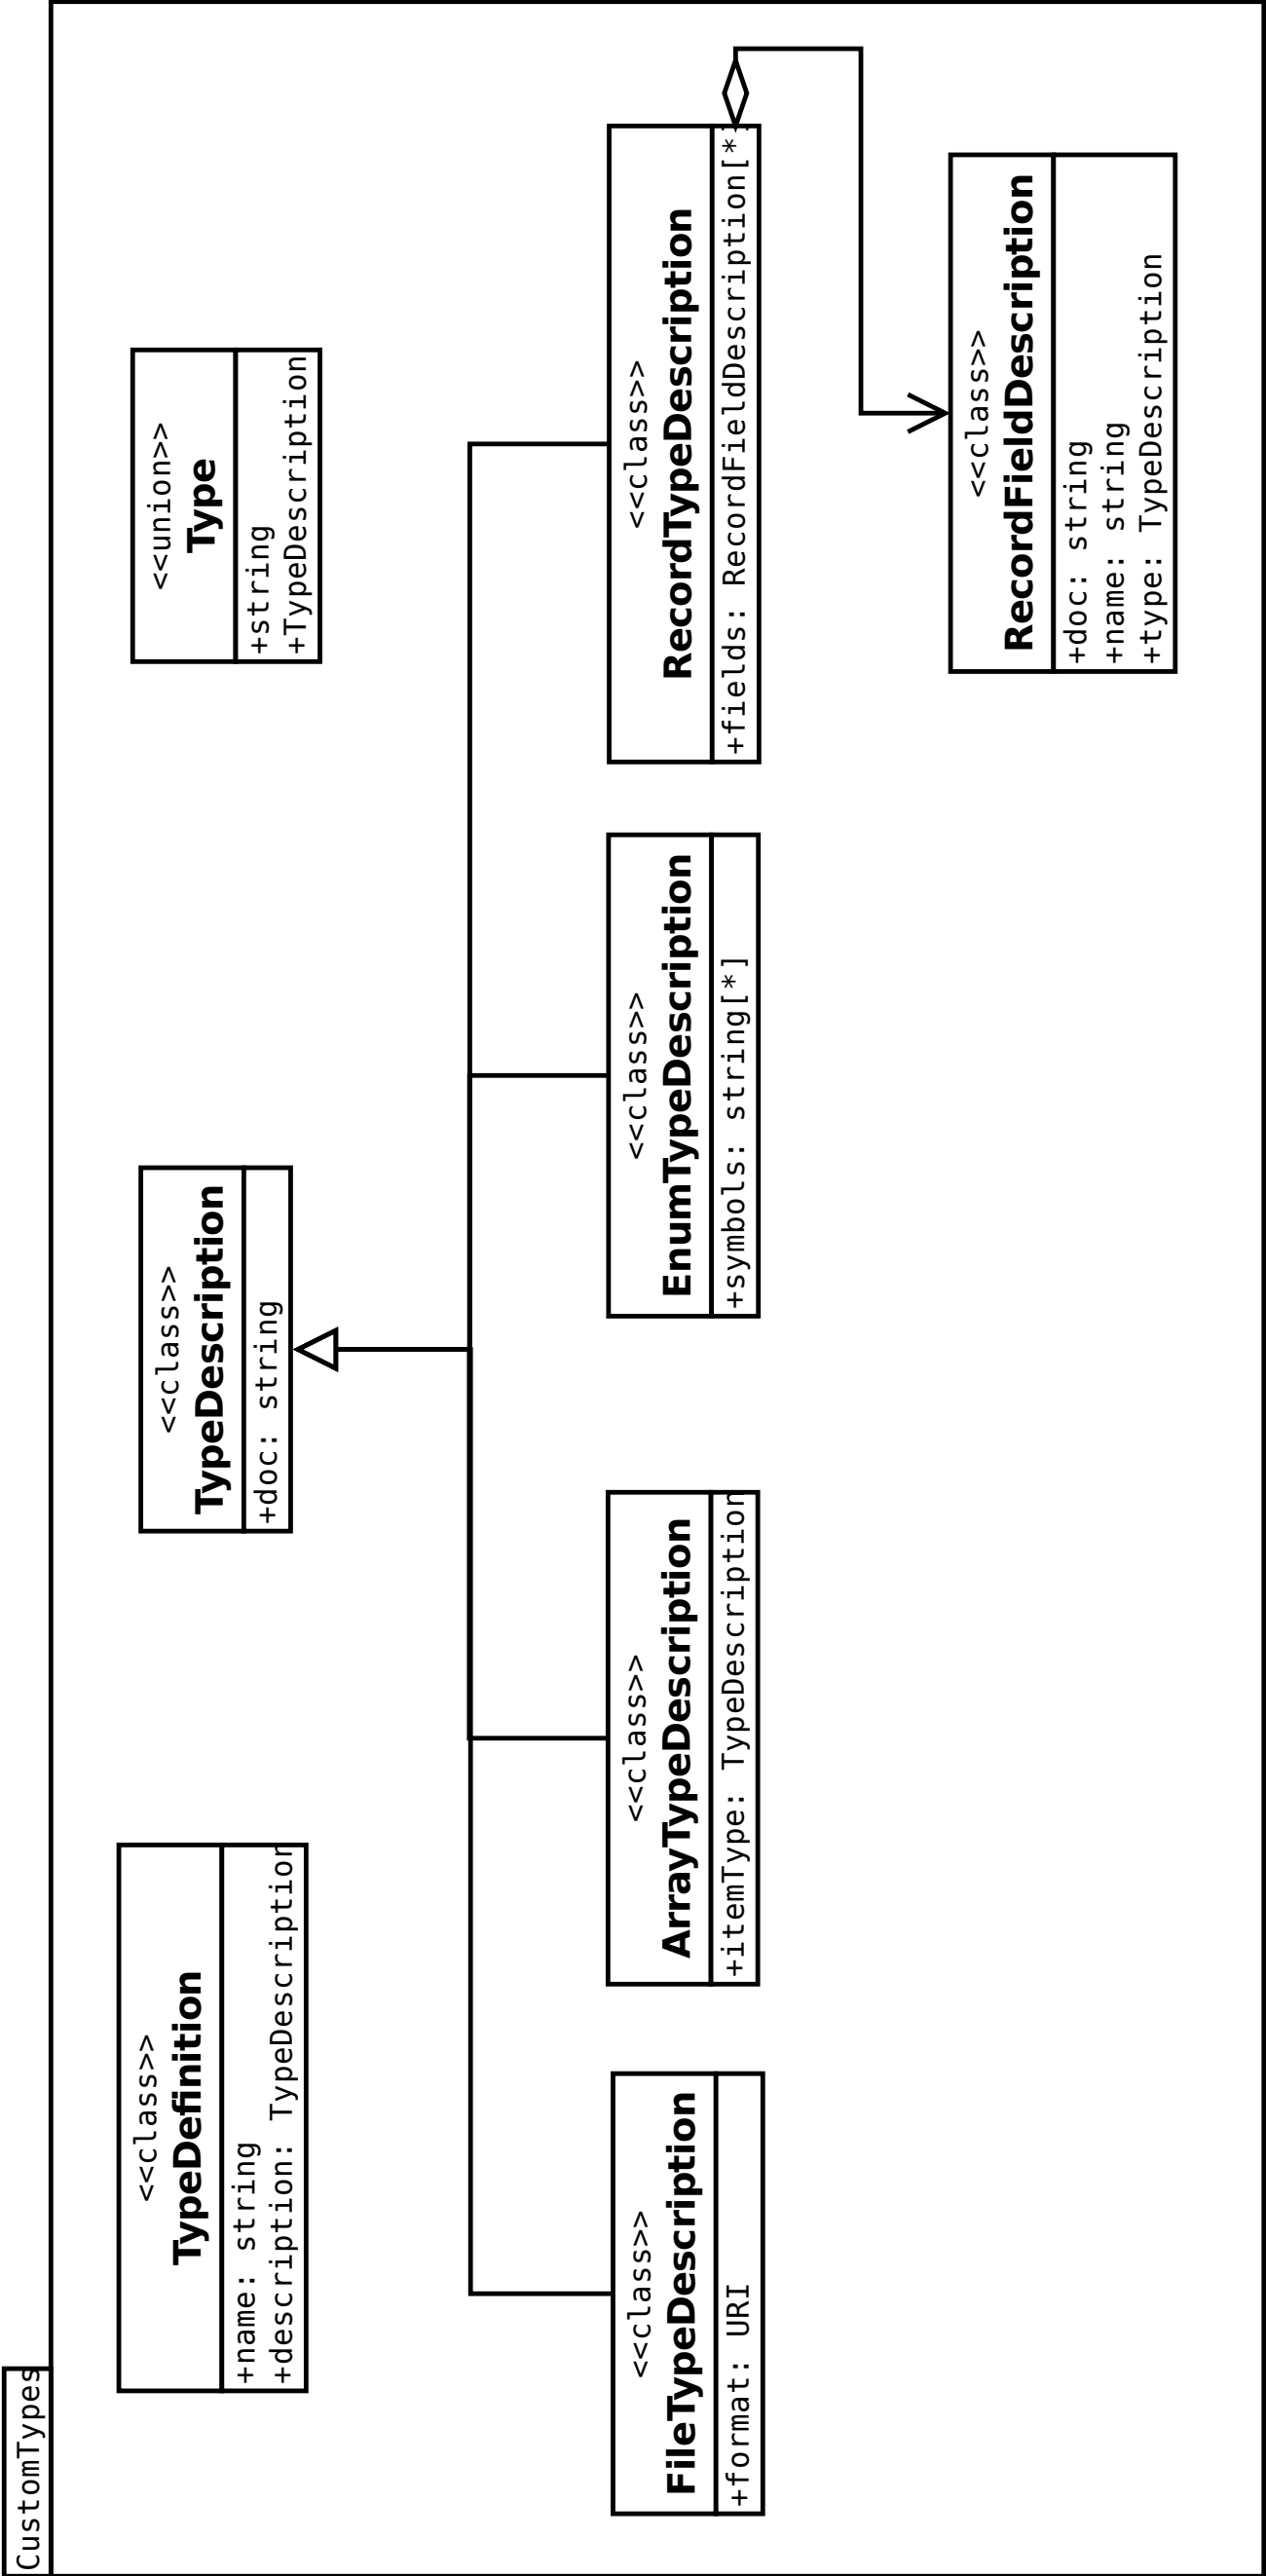 CustomTypes
<<class>>
TypeDefinition
+name: string
+description: TypeDescription
<<class>>
TypeDescription
+doc: string
<<union>>
Type
+string
+TypeDescription
<<class>>
FileTypeDescription
+format: URI
<<class>>
ArrayTypeDescription
+itemType: TypeDescription
<<class>>
EnumTypeDescription
+symbols: string[*]
<<class>>
RecordTypeDescription
+fields: RecordFieldDescription[*]
<<class>>
RecordFieldDescription
+doc: string
+name: string
+type: TypeDescription